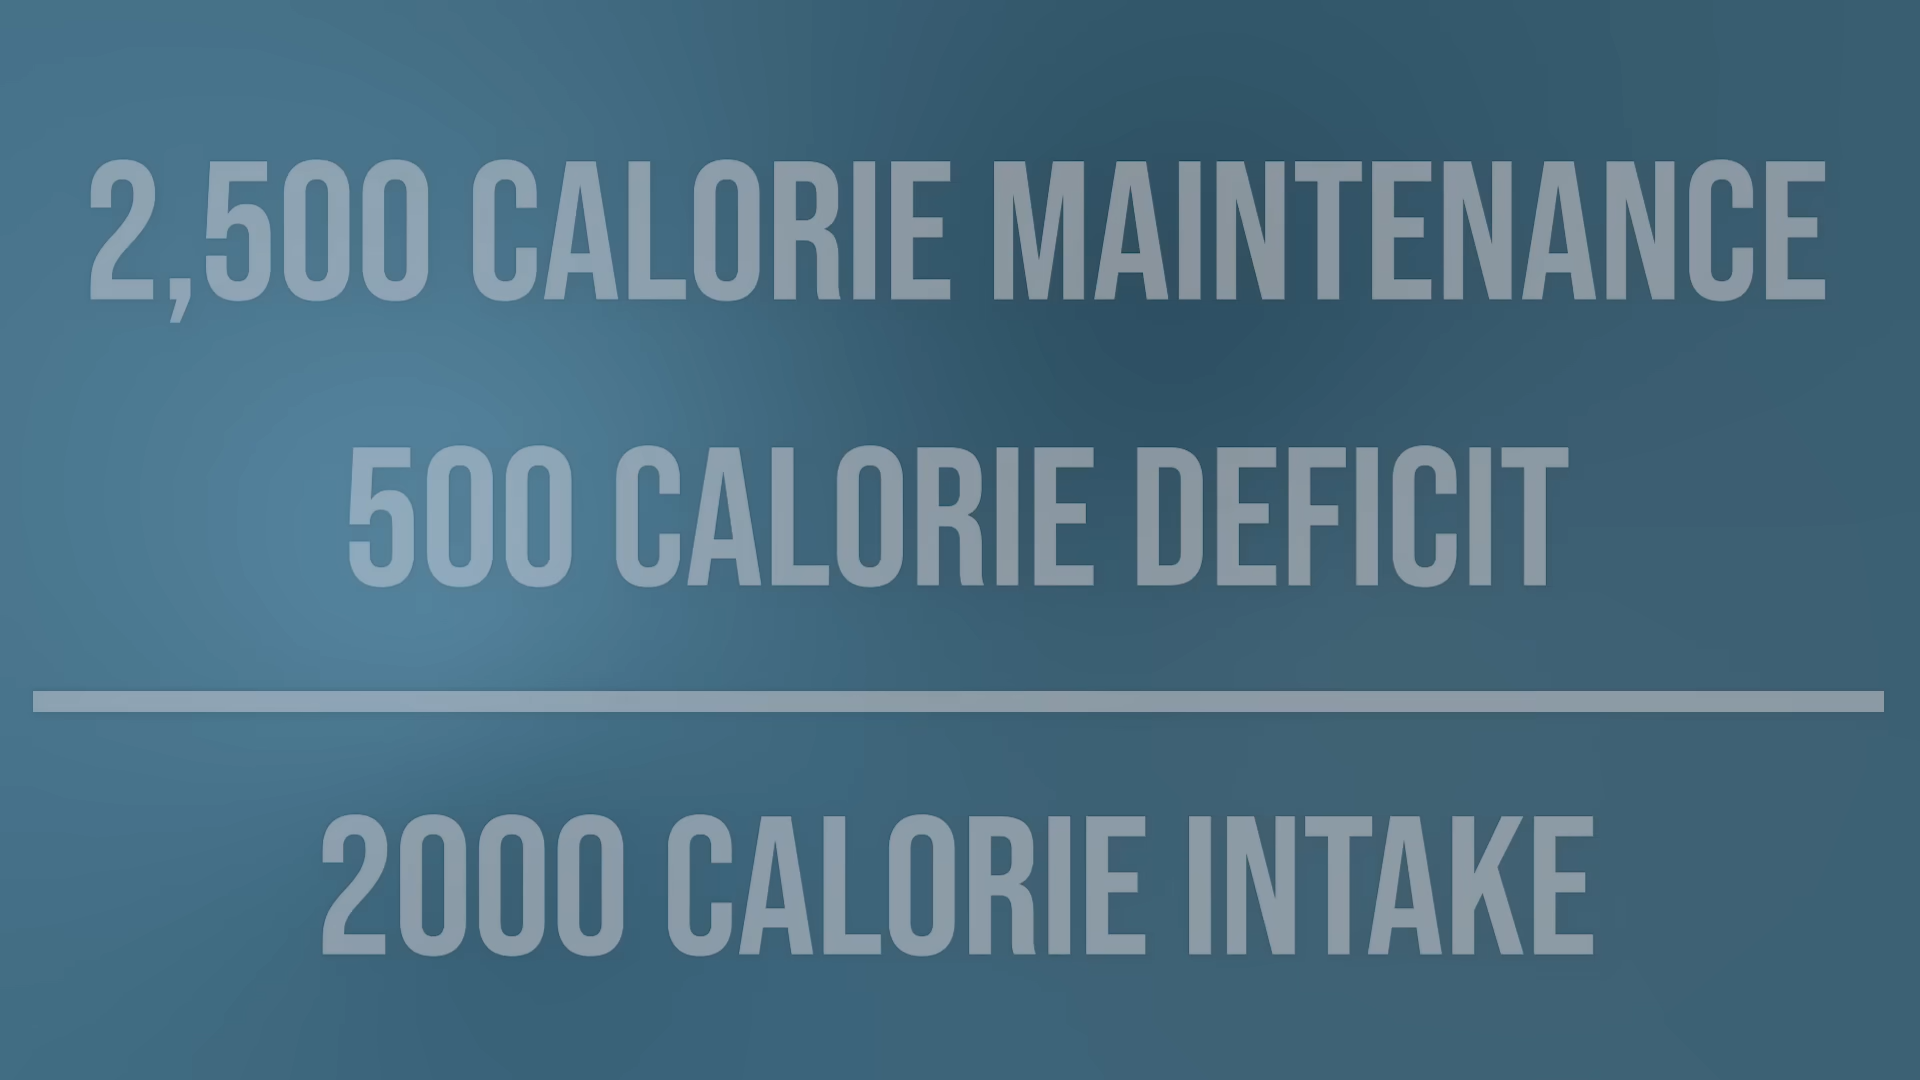 2,500 CALORIE MAINTENANCE
500 CALORIE DEFICIT
2000 CALORIE INTAKE